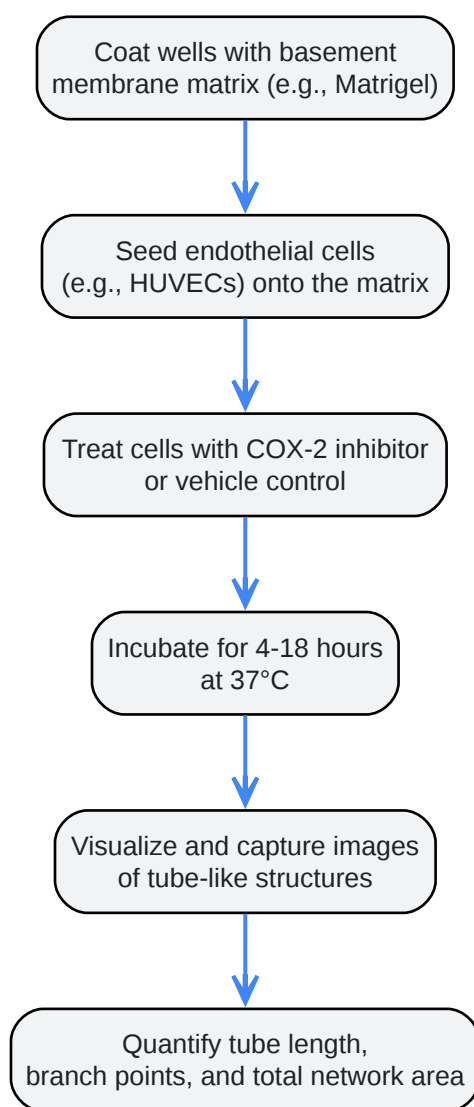 Coat wells with basement
membrane matrix (e.g., Matrigel)
Seed endothelial cells
(e.g., HUVECs) onto the matrix
Treat cells with COX-2 inhibitor
or vehicle control
Incubate for 4-18 hours
at 37°C
Visualize and capture images
of tube-like structures
Quantify tube length,
branch points, and total network area